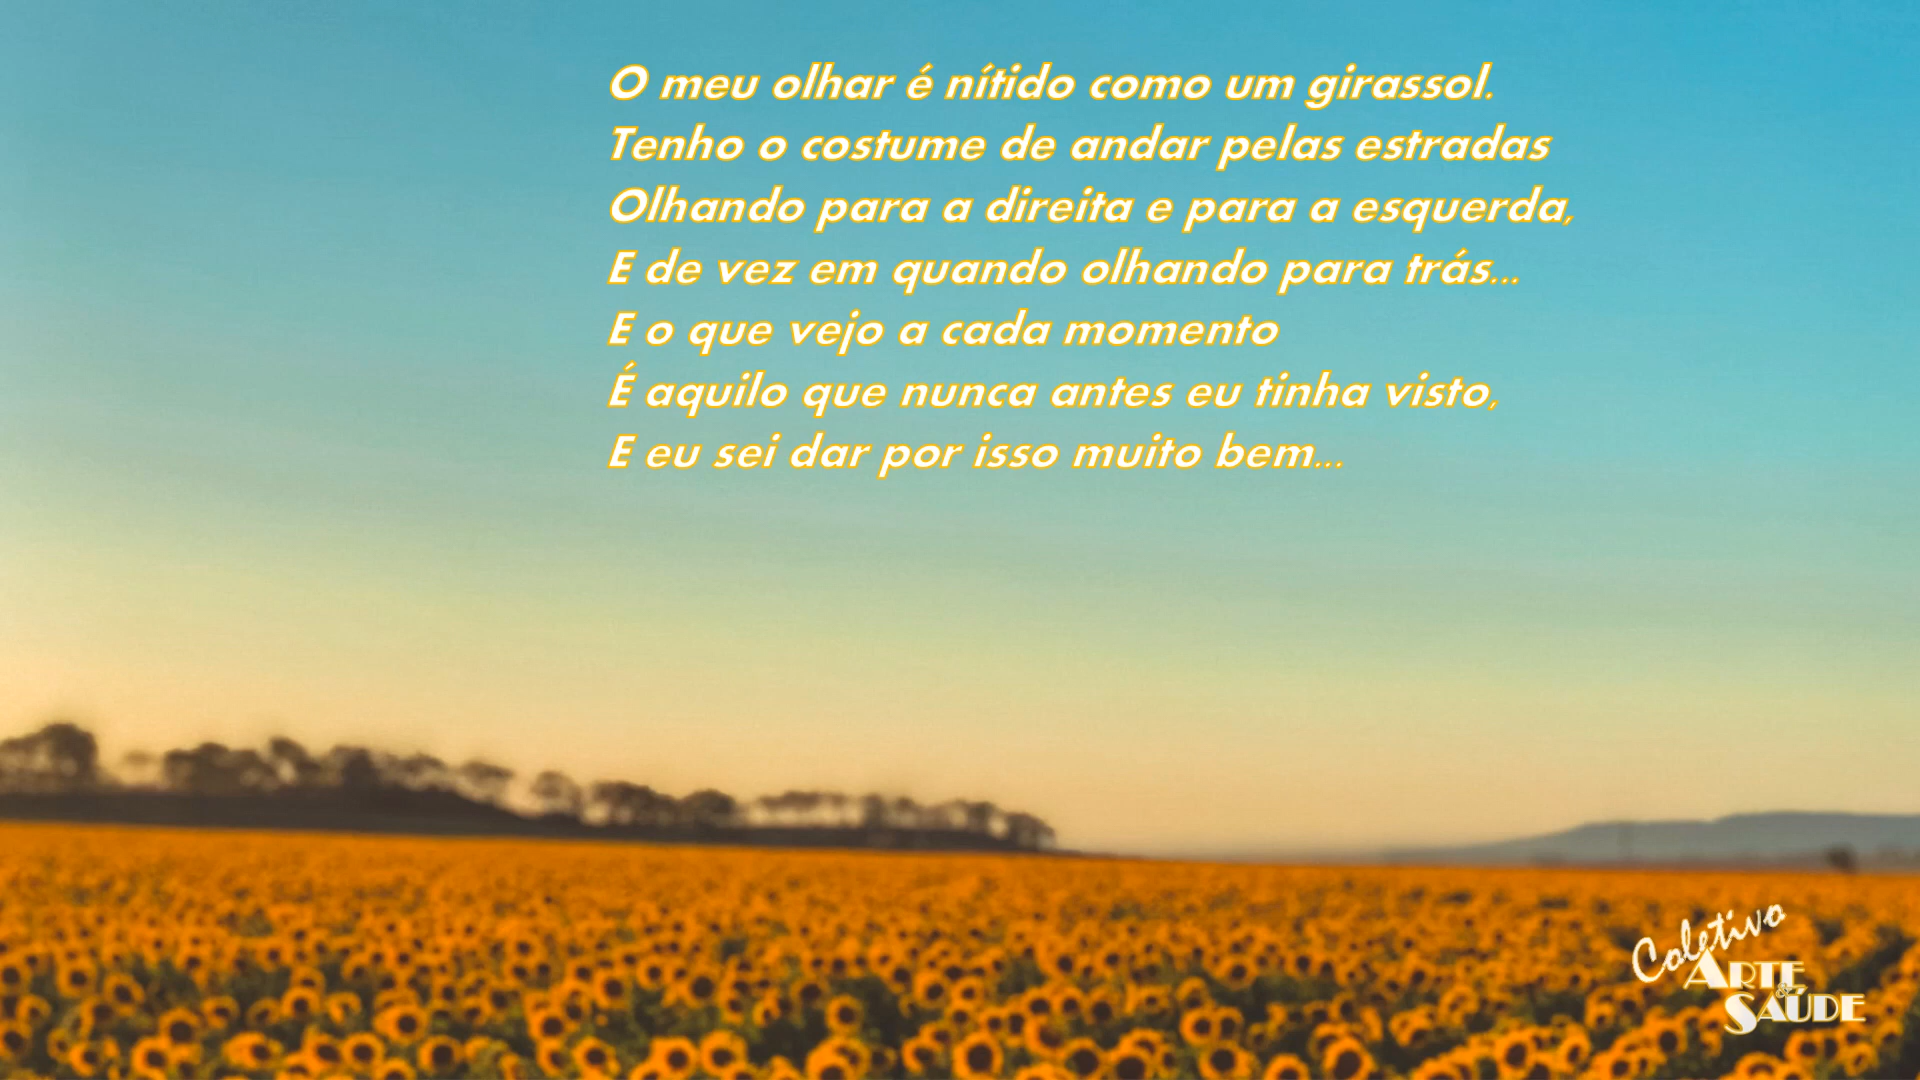 O meu olhar é nítido como um girassol.
Tenho o costume de andar pelas estradas
Olhando para a direita e para a esquerda,
E de vez em quando olhando para trás...
E o que vejo a cada momento
É aquilo que nunca antes eu tinha visto,
E eu sei dar por isso muito bem...
Coletivo
ARTE
&
SAÚDE